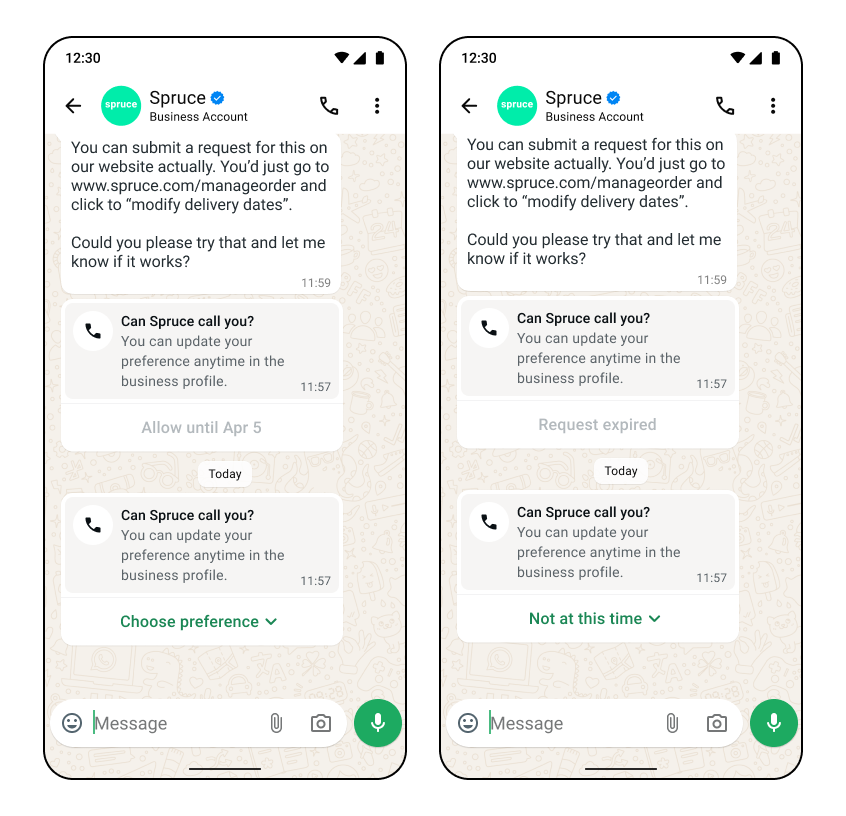 12:30
spruce
Spruce
Business Account
You can submit a request for this on
our website actually. You’d just go to
www.spruce.com/manageorder and
click to “modify delivery dates”.
Could you please try that and let me
know if it works?
11:59
Can Spruce call you?
You can update your
preference anytime in the
business profile.
11:57
Allow until Apr 5
Today
Can Spruce call you?
You can update your
preference anytime in the
business profile.
11:57
Choose preference
Message
12:30
spruce
Spruce
Business Account
You can submit a request for this on
our website actually. You’d just go to
www.spruce.com/manageorder and
click to “modify delivery dates”.
Could you please try that and let me
know if it works?
11:59
Can Spruce call you?
You can update your
preference anytime in the
business profile.
11:57
Request expired
Today
Can Spruce call you?
You can update your
preference anytime in the
business profile.
11:57
Not at this time
Message